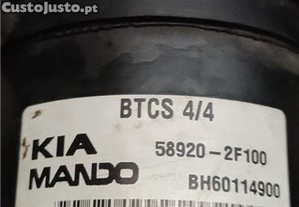 CustoJusto.pt
BTCS 4/4
KIA 58920-2F100
MANDO BH60114900